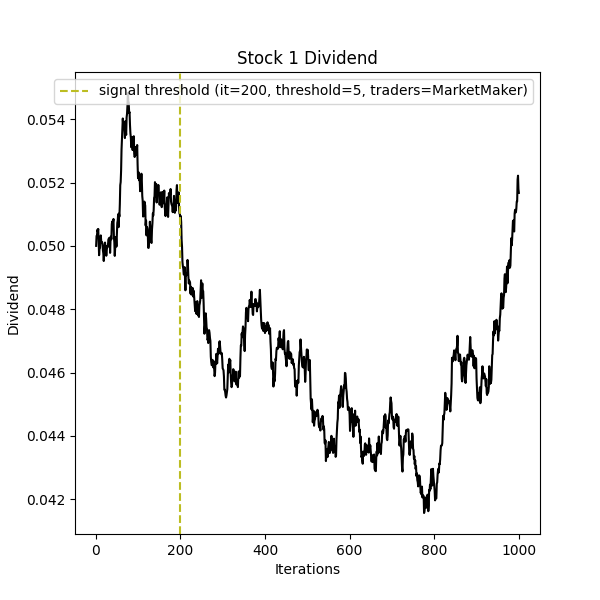 Stock 1 Dividend
signal threshold (it=200, threshold=5, traders=MarketMaker)
0.054
0.052
0.050
0.048
0.046
0.044
0.042
Dividend
0 200 400 600 800 1000
Iterations